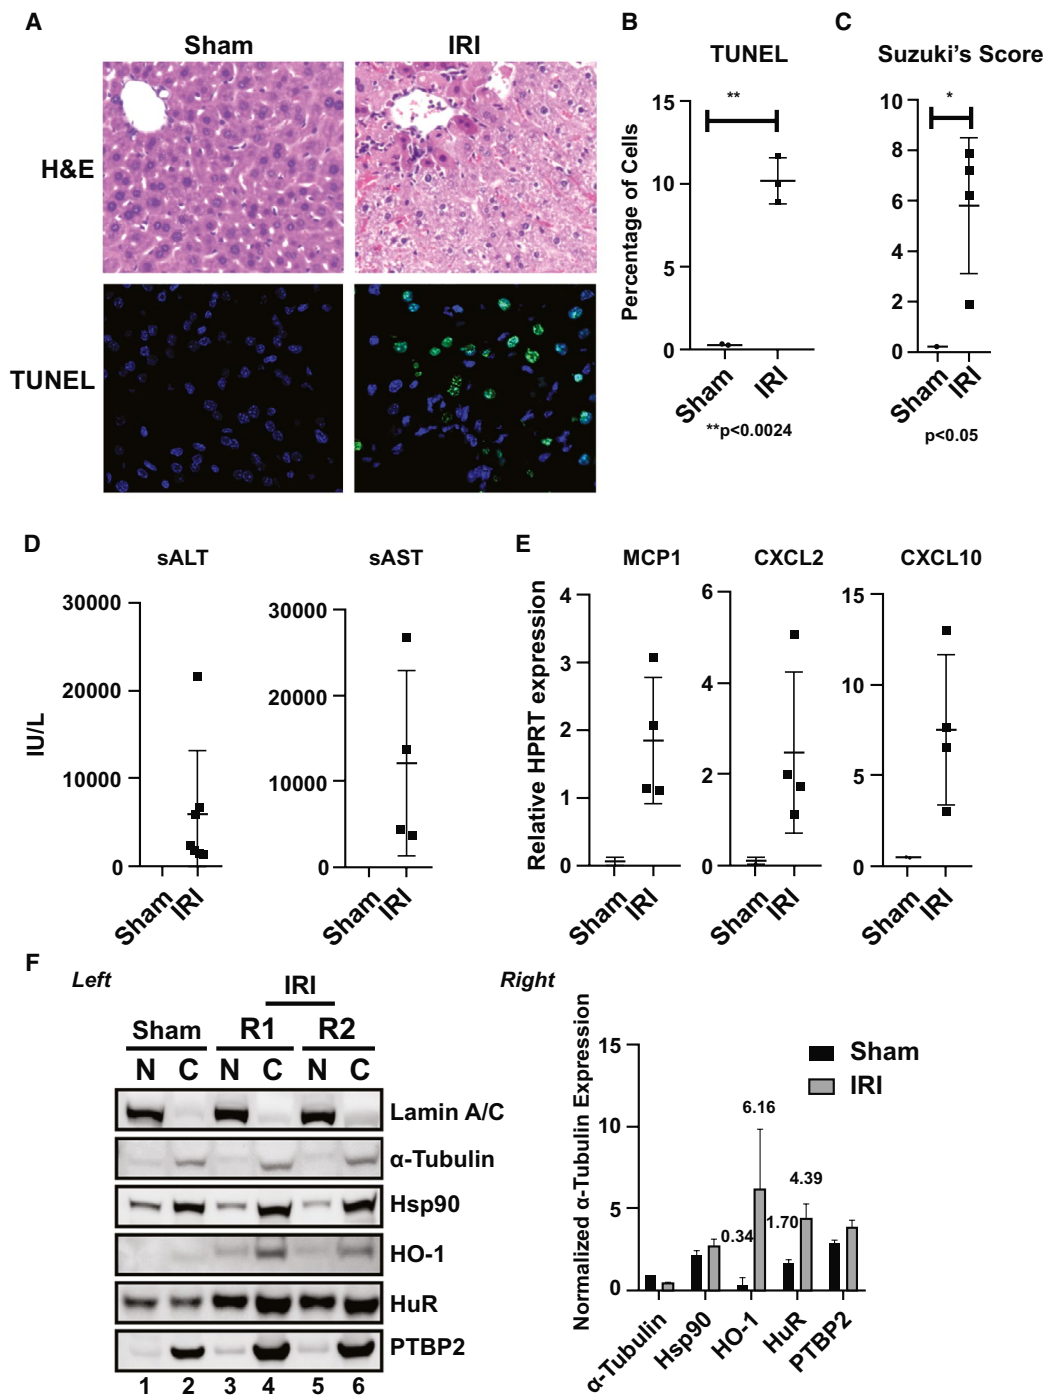 A
Sham
IRI
H&E
TUNEL
B
TUNEL
**
15
10
5
0
Percentage of Cells
Sham
IRI
**p<0.0024
C
Suzuki's Score
*
10
8
6
4
2
0
Sham
IRI
p<0.05
D
sALT
30000
20000
10000
0
IU/L
Sham
IRI
sAST
30000
20000
10000
0
Sham
IRI
E
MCP1
4
3
2
1
0
Relative HPRT expression
Sham
IRI
CXCL2
6
4
2
0
Sham
IRI
CXCL10
15
10
5
0
Sham
IRI
F
Left
IRI
Sham R1 R2
N C N C N C
Lamin A/C
α-Tubulin
Hsp90
HO-1
HuR
PTBP2
1 2 3 4 5 6
Right
Normalized α-Tubulin Expression
15
10
5
0
Sham
IRI
6.16
4.39
1.70
0.34
α-Tubulin
Hsp90
HO-1
HuR
PTBP2